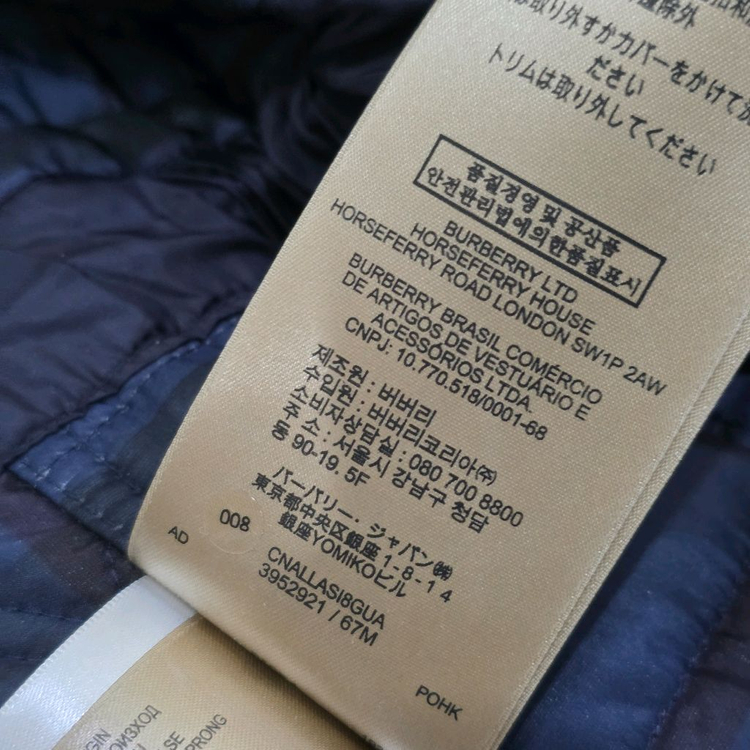 取り外すかカバーをかけて
ださい
トリムは取り外してください
품질경영 및 공산품
안전관리법에의한품질표시
BURBERRY LTD
HORSEFERRY HOUSE
HORSEFERRY ROAD LONDON SW1P 2AW
BURBERRY BRASIL COMÉRCIO
DE ARTIGOS DE VESTUÁRIO E
ACESSÓRIOS LTDA.
CNPJ: 10.770.518/0001-68
제조원 : 버버리
수입원 : 버버리코리아㈜
소비자상담실 : 080 700 8800
주 소 : 서울시 강남구 청담
동 90-19. 5F
バーバリー・ジャパン㈱
東京都中央区銀座 1-8-14
銀座YOMIKOビル
AD
008
CNALLASI8GUA
3952921 / 67M
POHK
GIN
SE
PRONG